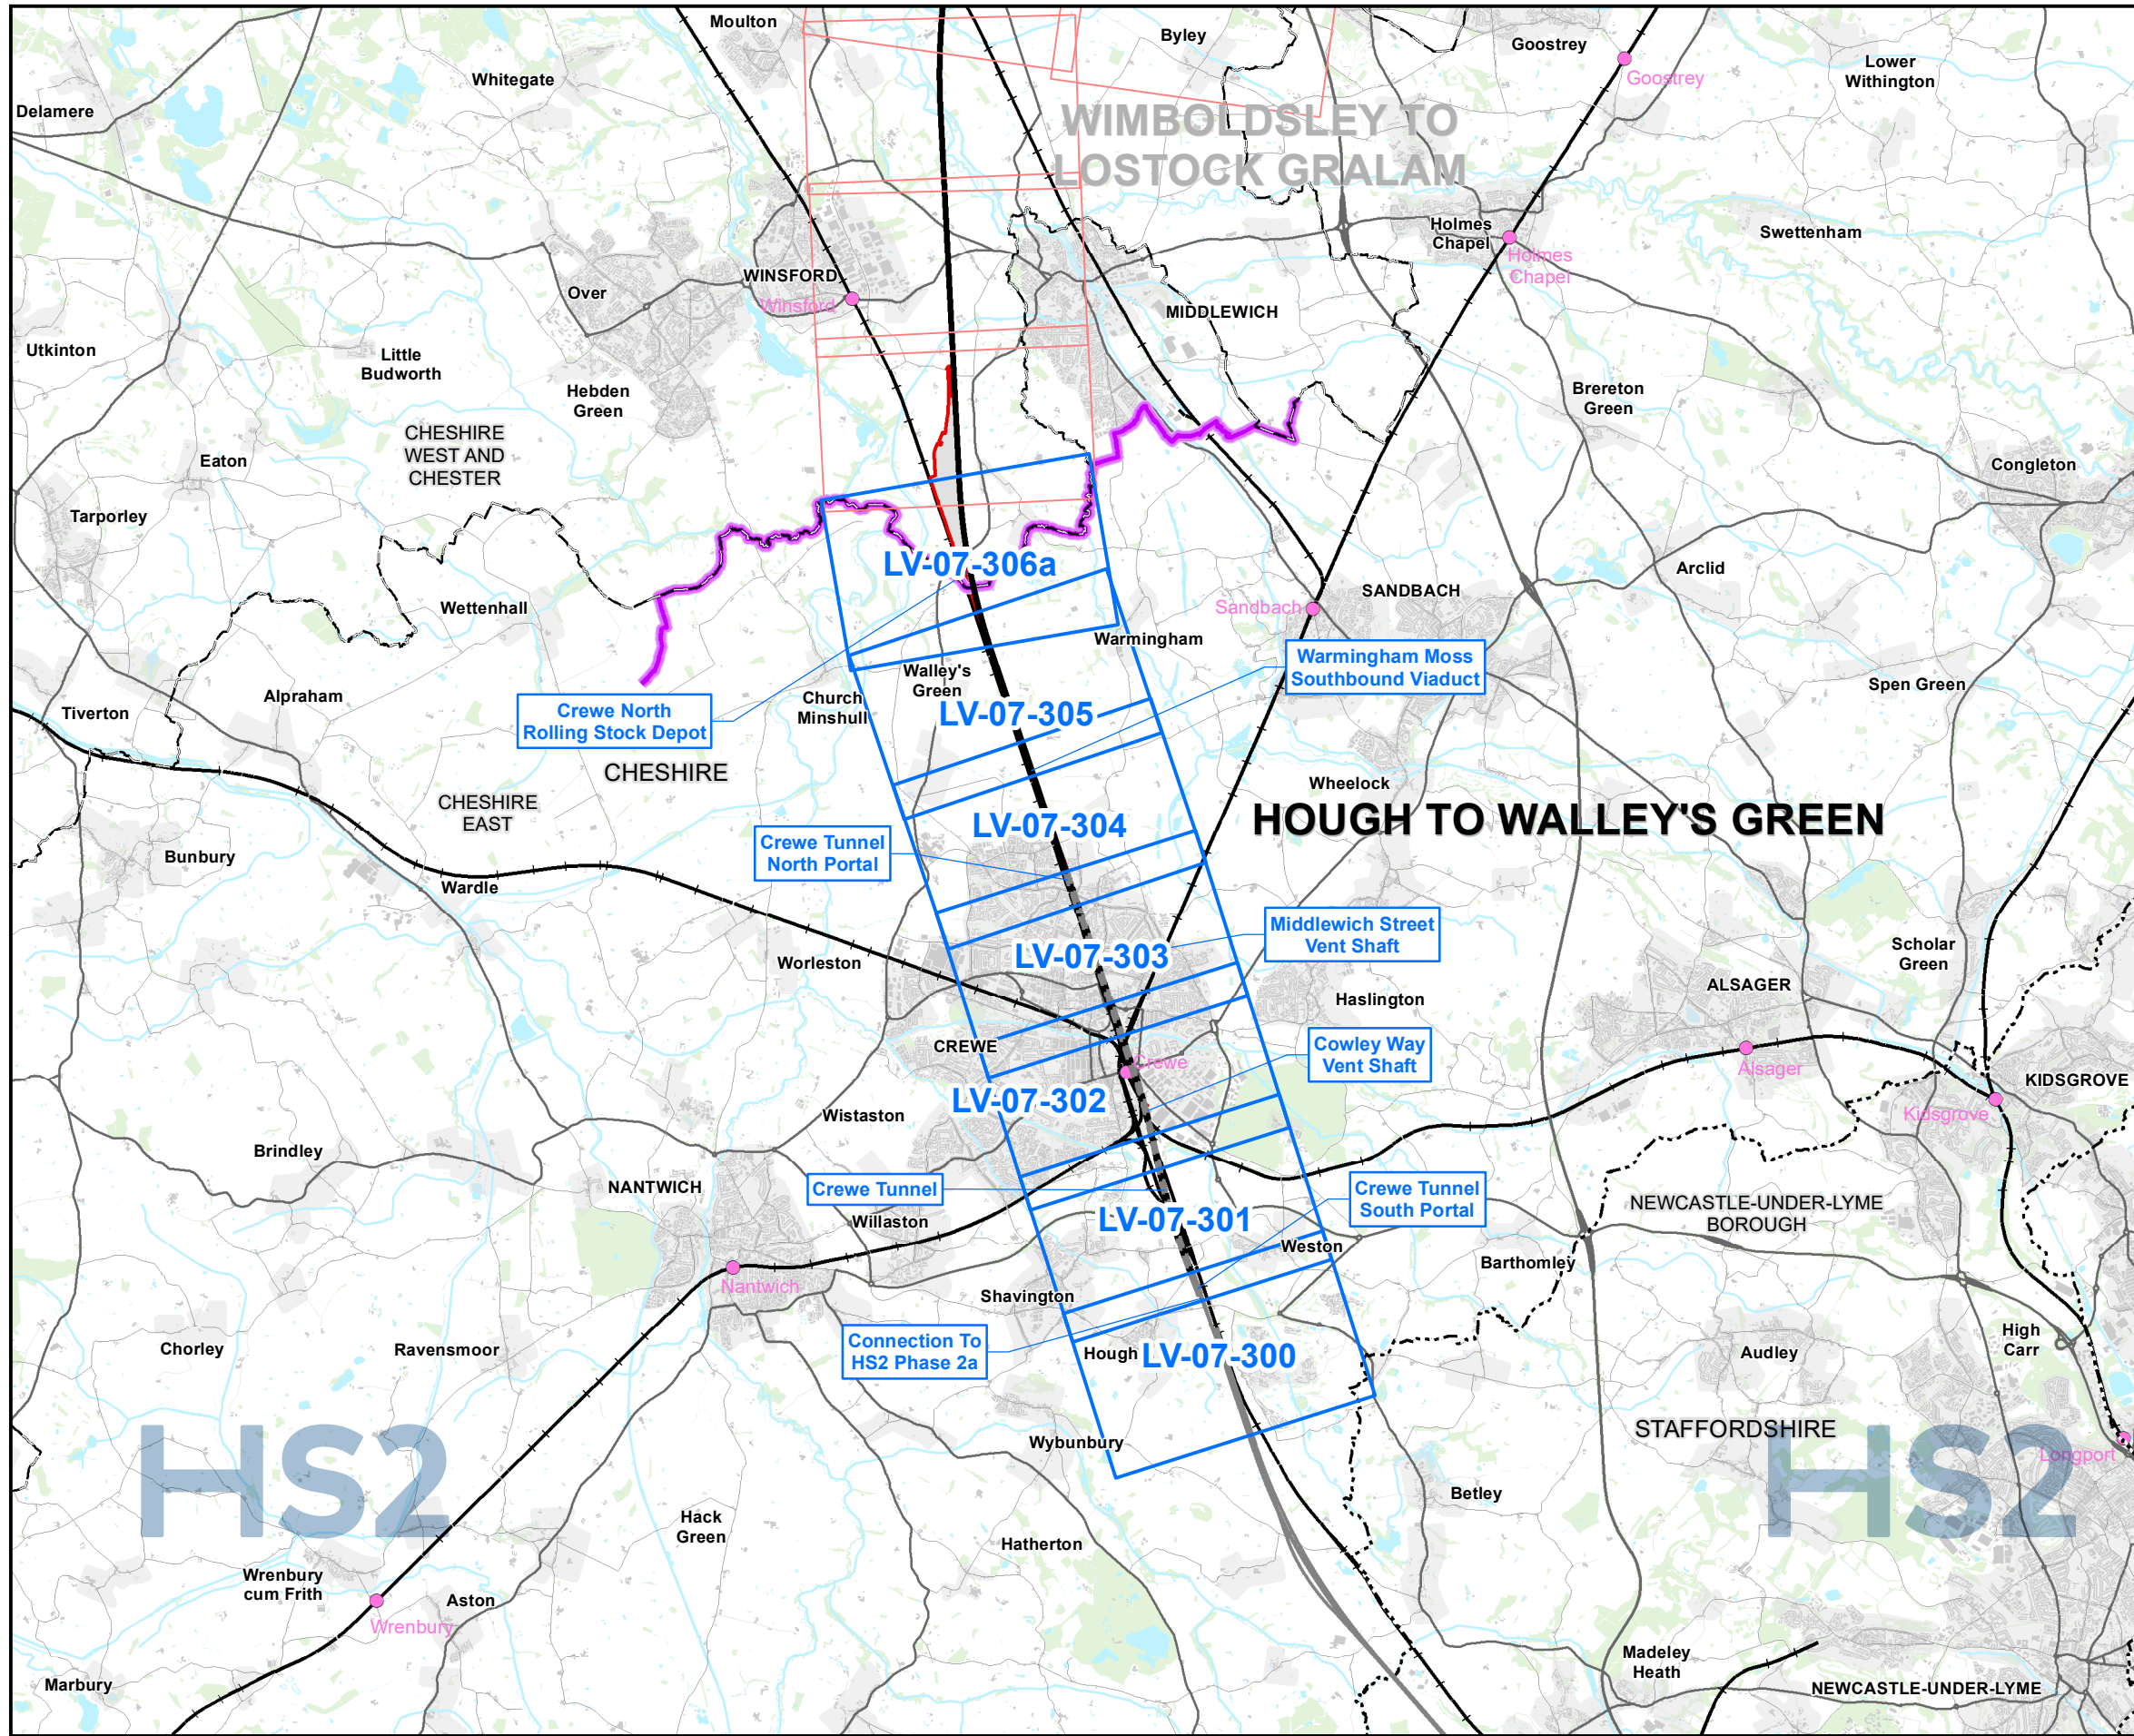 Moulton
Byley
Goostrey
Goostrey
Lower
Withington
Whitegate
Delamere
WIMBOLDSLEY TO
LOSTOCK GRALAM
Holmes
Chapel
Holmes
Chapel
Swettenham
WINSFORD
Winsford
Over
MIDDLEWICH
Utkinton
Little
Budworth
Hebden
Green
Brereton
Green
CHESHIRE
WEST AND
CHESTER
Eaton
Congleton
Tarporley
LV-07-306a
Arclid
SANDBACH
Sandbach
Wettenhall
Warmingham
Warmingham Moss
Southbound Viaduct
Walley's
Green
Church
Minshull
Alpraham
Tiverton
Spen Green
Crewe North
Rolling Stock Depot
LV-07-305
CHESHIRE
Wheelock
CHESHIRE
EAST
HOUGH TO WALLEY'S GREEN
LV-07-304
Crewe Tunnel
North Portal
Bunbury
Wardle
Middlewich Street
Vent Shaft
LV-07-303
Worleston
Scholar
Green
ALSAGER
Haslington
CREWE
Crewe
Cowley Way
Vent Shaft
Alsager
KIDSGROVE
Kidsgrove
LV-07-302
Wistaston
Brindley
NANTWICH
Crewe Tunnel
Crewe Tunnel
South Portal
NEWCASTLE-UNDER-LYME
BOROUGH
Willaston
LV-07-301
Weston
Barthomley
Nantwich
Shavington
Connection To
HS2 Phase 2a
Hough
LV-07-300
Chorley
Ravensmoor
High
Carr
Audley
STAFFORDSHIRE
Wybunbury
Longport
HS2
HS2
Betley
Hack
Green
Hatherton
Wrenbury
cum Frith
Aston
Wrenbury
Madeley
Heath
Marbury
NEWCASTLE-UNDER-LYME